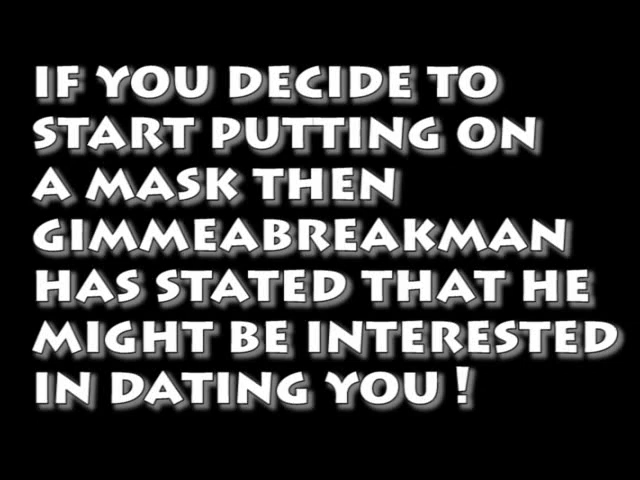 IF YOU DECIDE TO
START PUTTING ON
A MASK THEN
GIMMEABREAKMAN
HAS STATED THAT HE
MIGHT BE INTERESTED
IN DATING YOU !